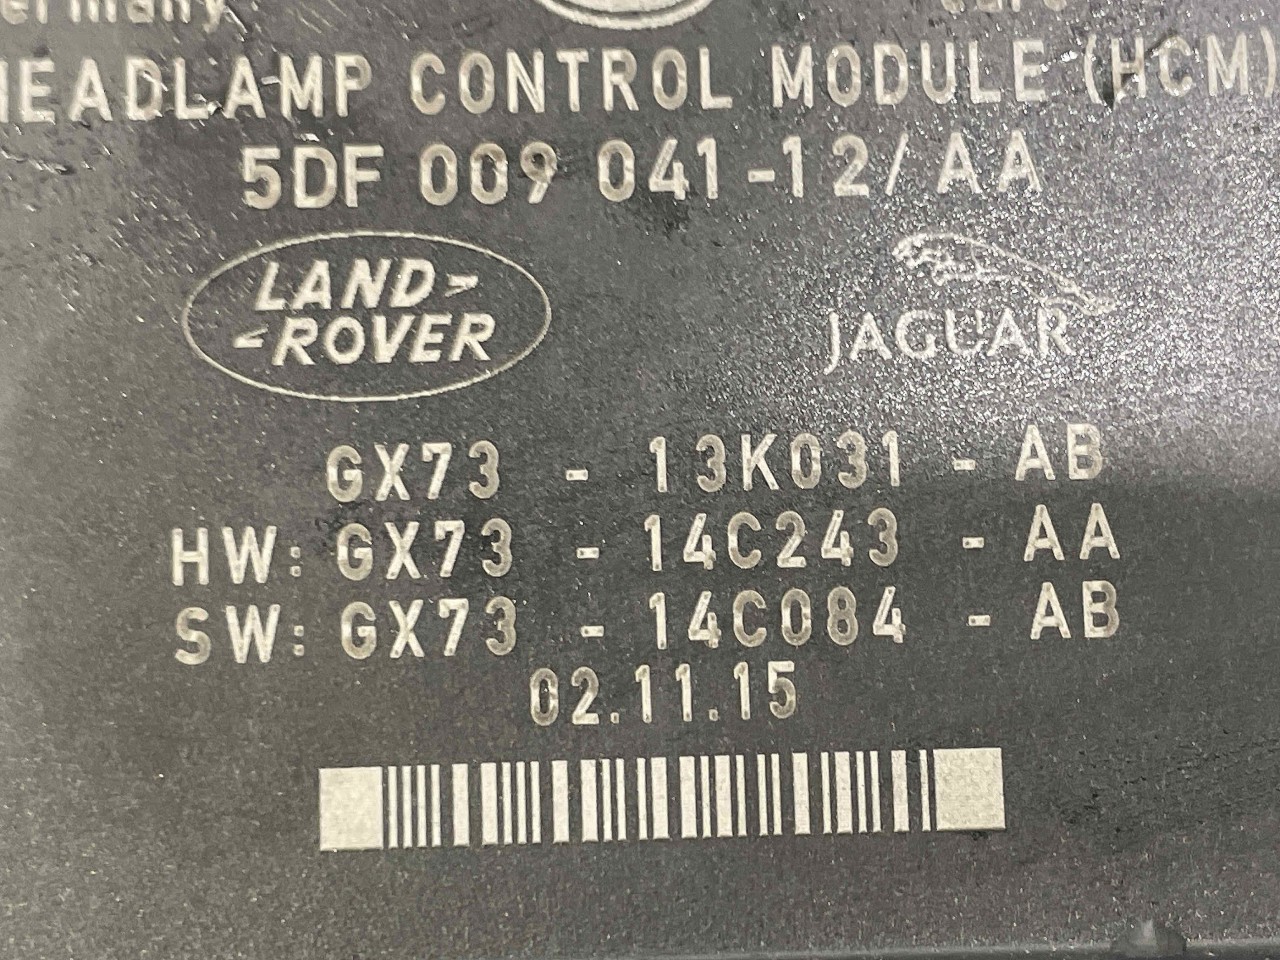 HEADLAMP CONTROL MODULE (HCM)
5DF 009 041-12/AA
LAND
ROVER
JAGUAR
GX73 - 13K031 - AB
HW: GX73 - 14C243 - AA
SW: GX73 - 14C084 - AB
02.11.15